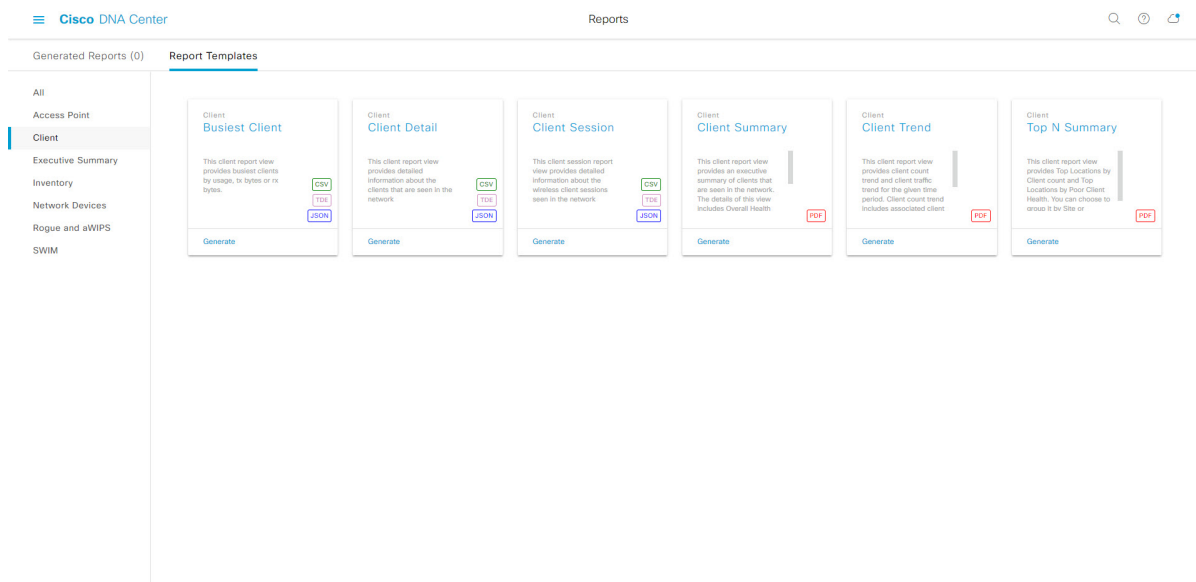 Cisco DNA Center
Reports
Generated Reports (0)
Report Templates
All
Access Point
Client
Executive Summary
Inventory
Network Devices
Rogue and aWIPS
SWIM
Client
Busiest Client
This client report view
provides busiest clients
by usage, tx bytes or rx
bytes.
CSV
TDE
JSON
Generate
Client
Client Detail
This client report view
provides detailed
information about the
clients that are seen in the
network
CSV
TDE
JSON
Generate
Client
Client Session
This client session report
view provides detailed
information about the
wireless client sessions
seen in the network
CSV
TDE
JSON
Generate
Client
Client Summary
This client report view
provides an executive
summary of clients that
are seen in the network.
The details of this view
includes Overall Health
PDF
Generate
Client
Client Trend
This client report view
provides client count
trend and client traffic
trend for the given time
period. Client count trend
includes associated client
PDF
Generate
Client
Top N Summary
This client report view
provides Top Locations by
Client count and Top
Locations by Poor Client
Health. You can choose to
group it by Site or
PDF
Generate